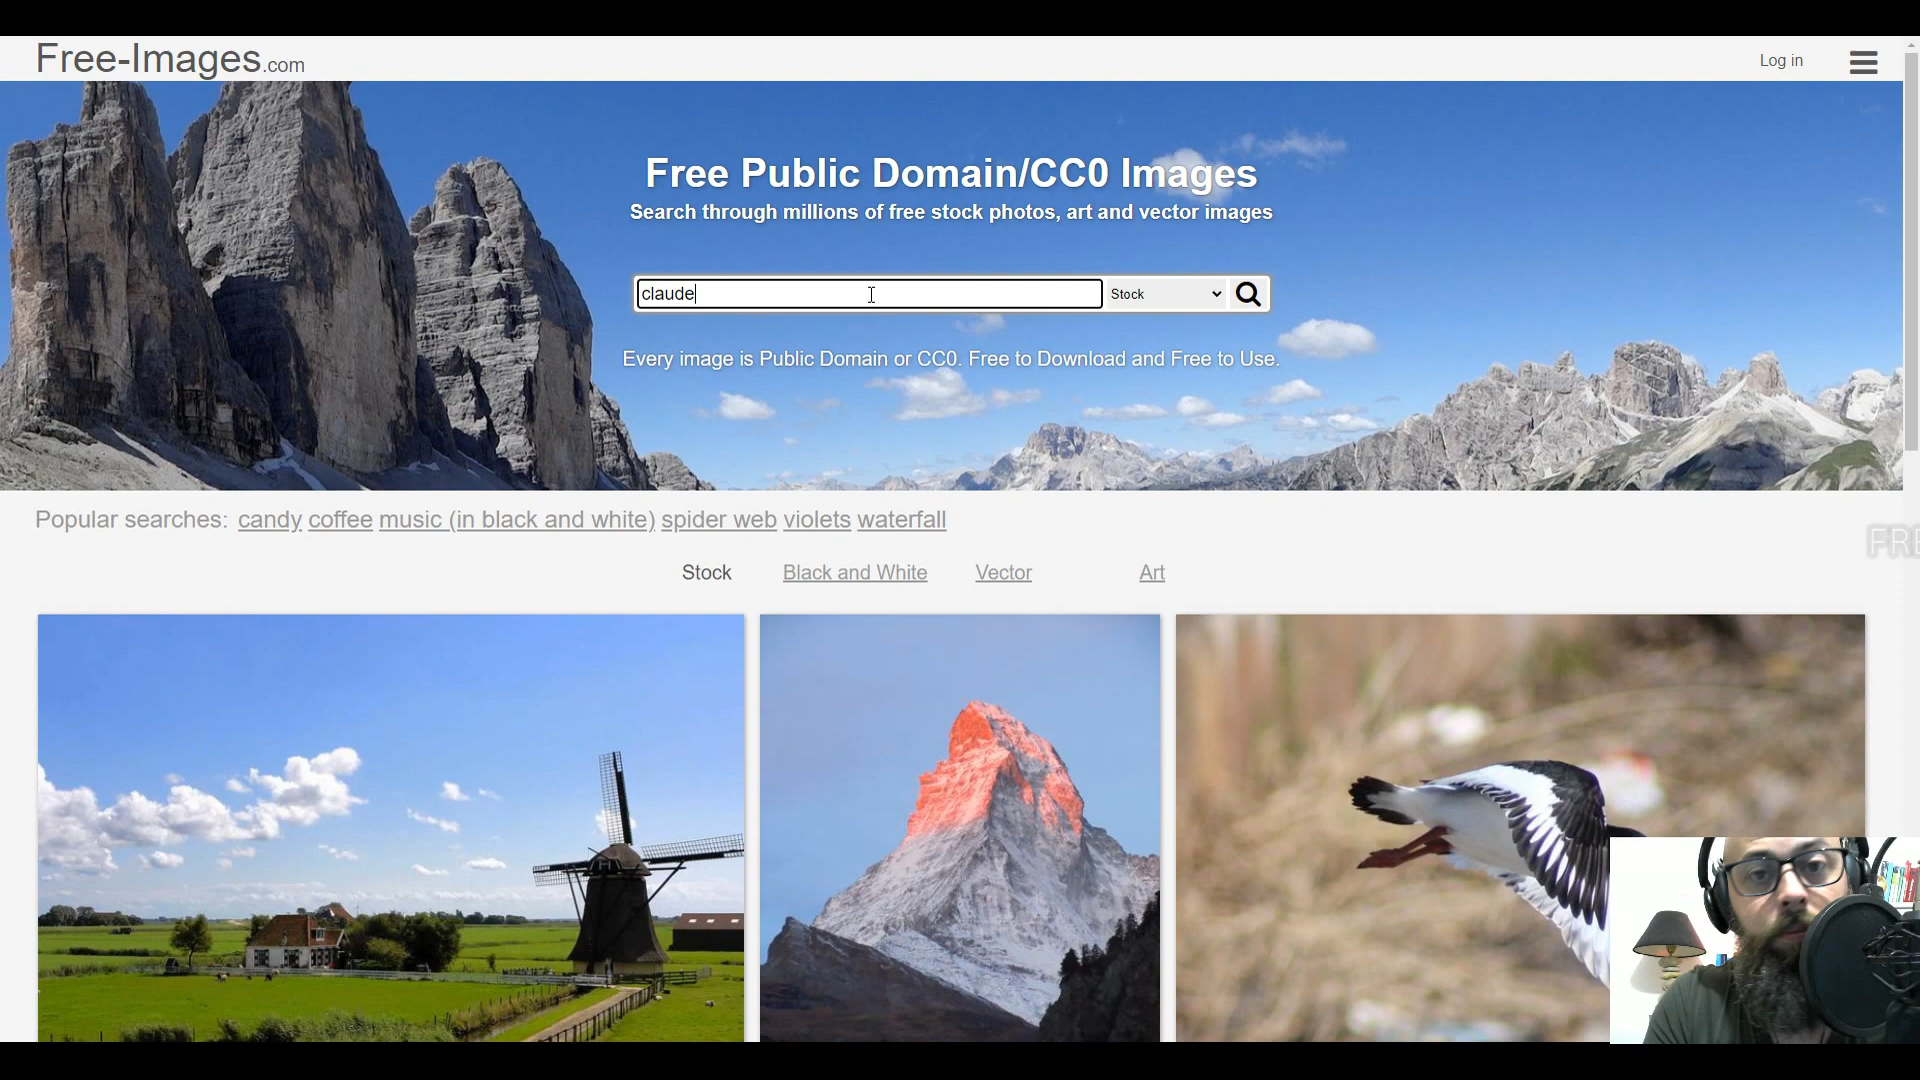 Free-Images.com
Log in
Free Public Domain/CC0 Images
Search through millions of free stock photos, art and vector images
claude
Stock
Every image is Public Domain or CC0. Free to Download and Free to Use.
Popular searches: candy coffee music (in black and white) spider web violets waterfall
FRE
Stock Black and White Vector Art